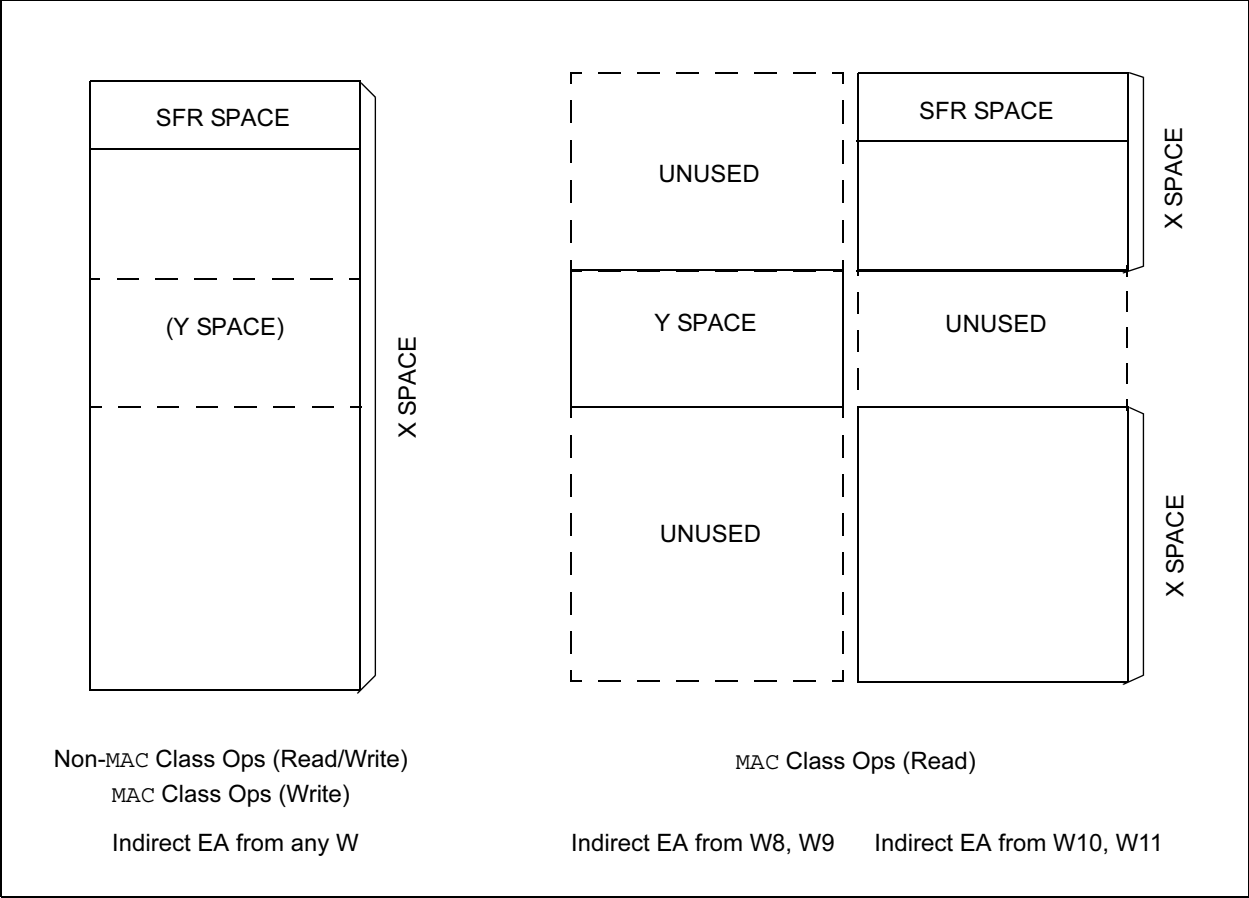 SFR SPACE
(Y SPACE)
X SPACE
UNUSED
Y SPACE
UNUSED
SFR SPACE
UNUSED
X SPACE
X SPACE
Non-MAC Class Ops (Read/Write)
MAC Class Ops (Write)
Indirect EA from any W
MAC Class Ops (Read)
Indirect EA from W8, W9
Indirect EA from W10, W11